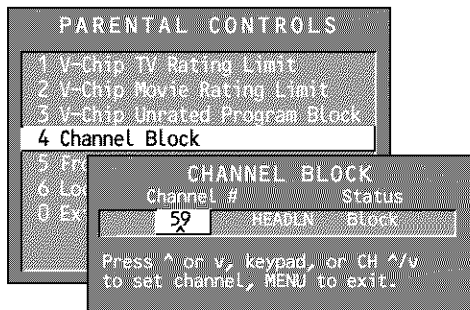 PARENTAL CONTROLS
1 V-Chip TV Rating Limit
2 V-Chip Movie Rating Limit
3 V-Chip Unrated Program Block
4 Channel Block
5 Fr
6 Lo
0 Ex
CHANNEL BLOCK
Channel # Status
59 HEADLN Block
Press ^ or v, keypad, or CH ^/v
to set channel, MENU to exit.